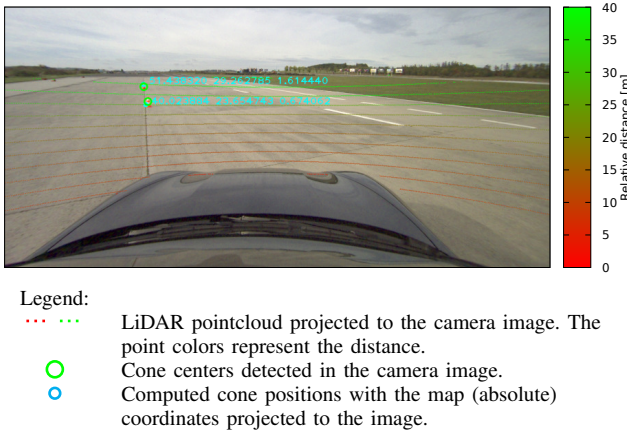 40
35
30
25
20
15
10
5
0
Relative distance [m]
Legend:
LiDAR pointcloud projected to the camera image. The
point colors represent the distance.
Cone centers detected in the camera image.
Computed cone positions with the map (absolute)
coordinates projected to the image.